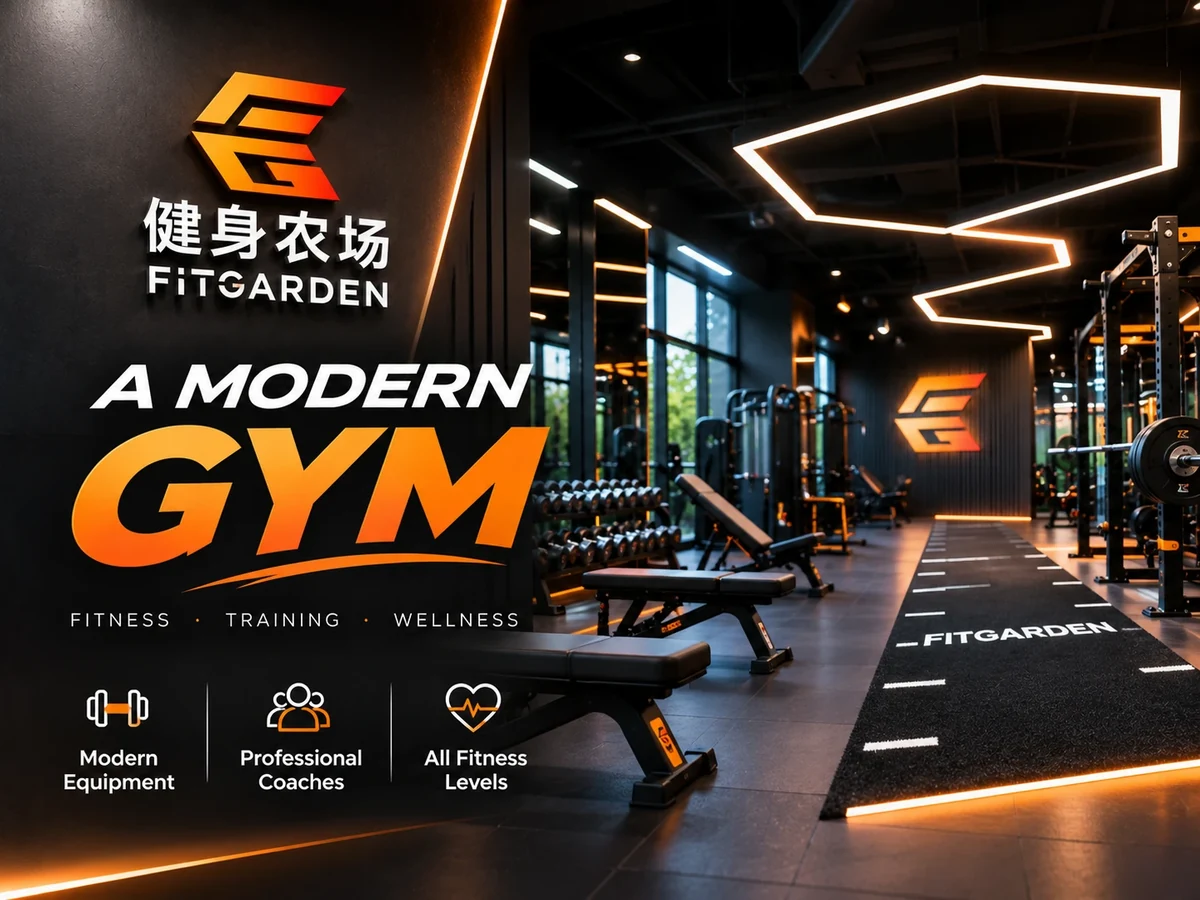 健身农场
FiTGARDEN
A MODERN
GYM
FITNESS · TRAINING · WELLNESS
Modern
Equipment
Professional
Coaches
All Fitness
Levels
FITGARDEN